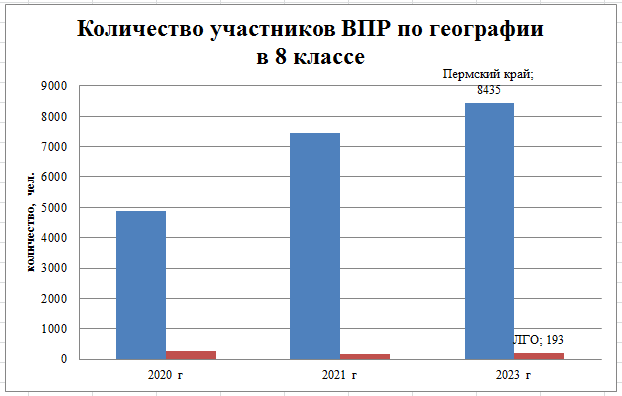 Количество участников ВПР по географии
в 8 классе
количество, чел.
9000
8000
7000
6000
5000
4000
3000
2000
1000
0
Пермский край;
8435
ЛГО; 193
2020 г
2021 г
2023 г